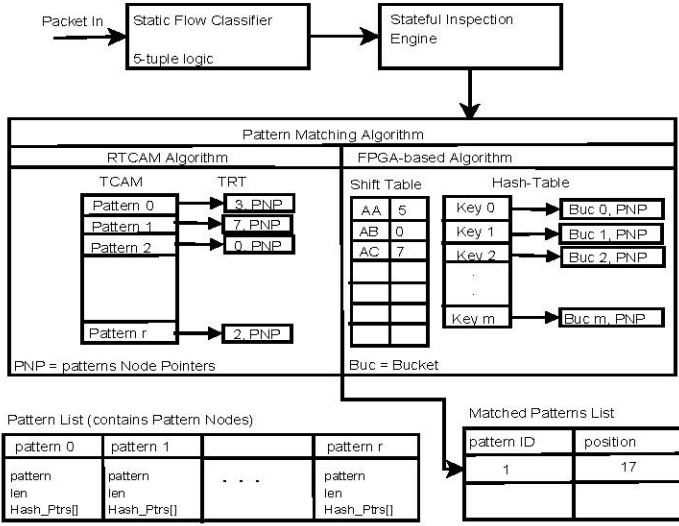 Packet In
Static Flow Classifier
5-tuple logic
Stateful Inspection
Engine
Pattern Matching Algorithm
RTCAM Algorithm
FPGA-based Algorithm
TCAM
TRT
Pattern 0
3, PNP
Pattern 1
7, PNP
Pattern 2
0, PNP
Pattern r
2, PNP
PNP = patterns Node Pointers
Shift Table
Hash-Table
AA 5
AB 0
AC 7
Key 0
Buc 0, PNP
Key 1
Buc 1, PNP
Key 2
Buc 2, PNP
.
.
Key m
Buc m, PNP
Buc = Bucket
Pattern List (contains Pattern Nodes)
pattern 0 pattern 1 pattern r
pattern pattern . . . pattern
len len len
Hash_Ptrs[] Hash_Ptrs[] Hash_Ptrs[]
Matched Patterns List
pattern ID position
1 17